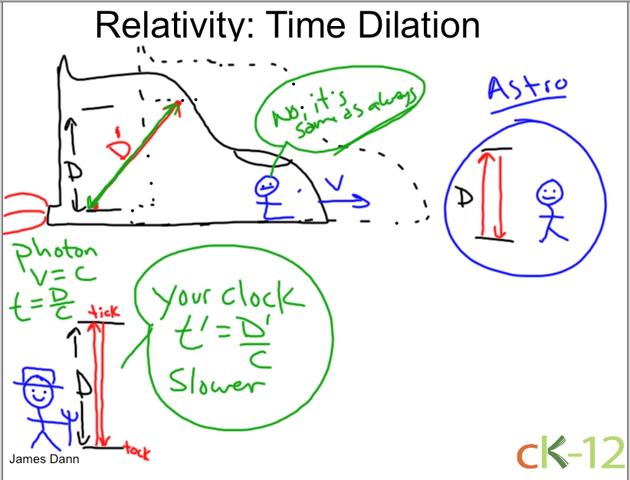 Relativity: Time Dilation
No, it's
same as always
Astro
D
D'
V
D
photon
v = c
t = D/C
tick
D
tock
your clock
t' = D'/C
Slower
James Dann
cK-12